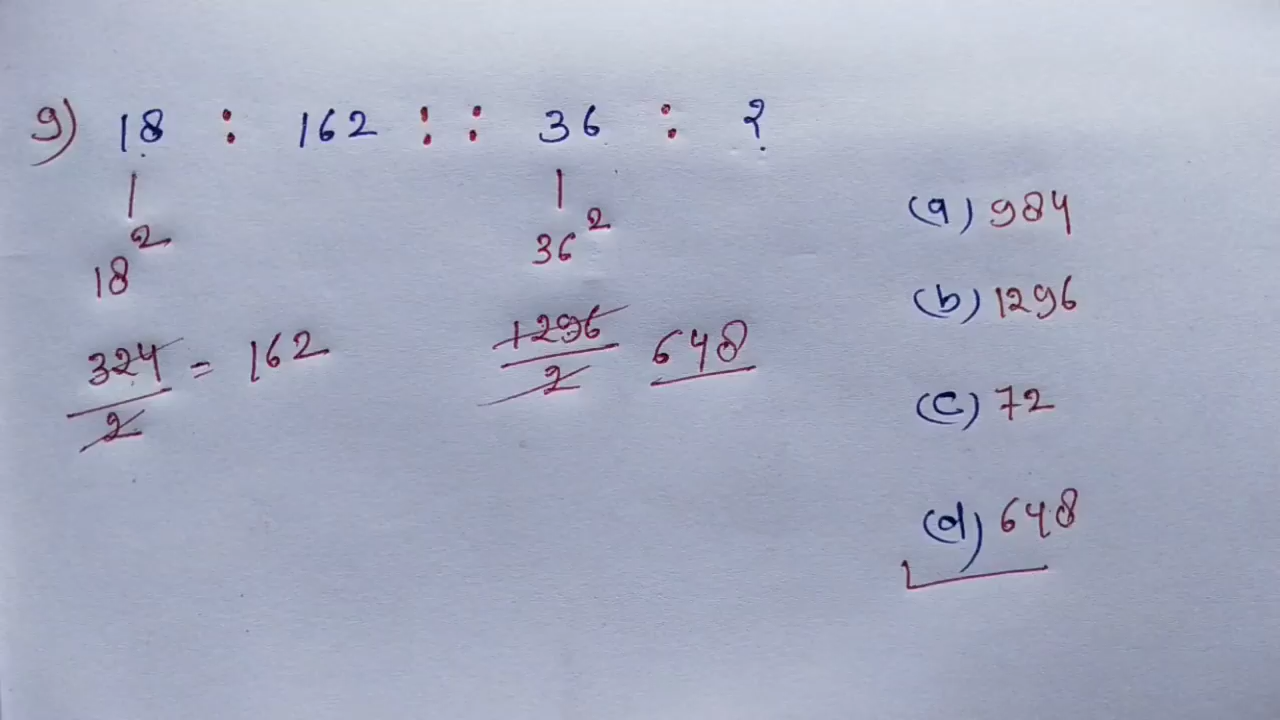 9) 18 : 162 :: 36 : ?
18² 36²
324/2 = 162 1296/2 648
(a) 984
(b) 1296
(c) 72
(d) 648